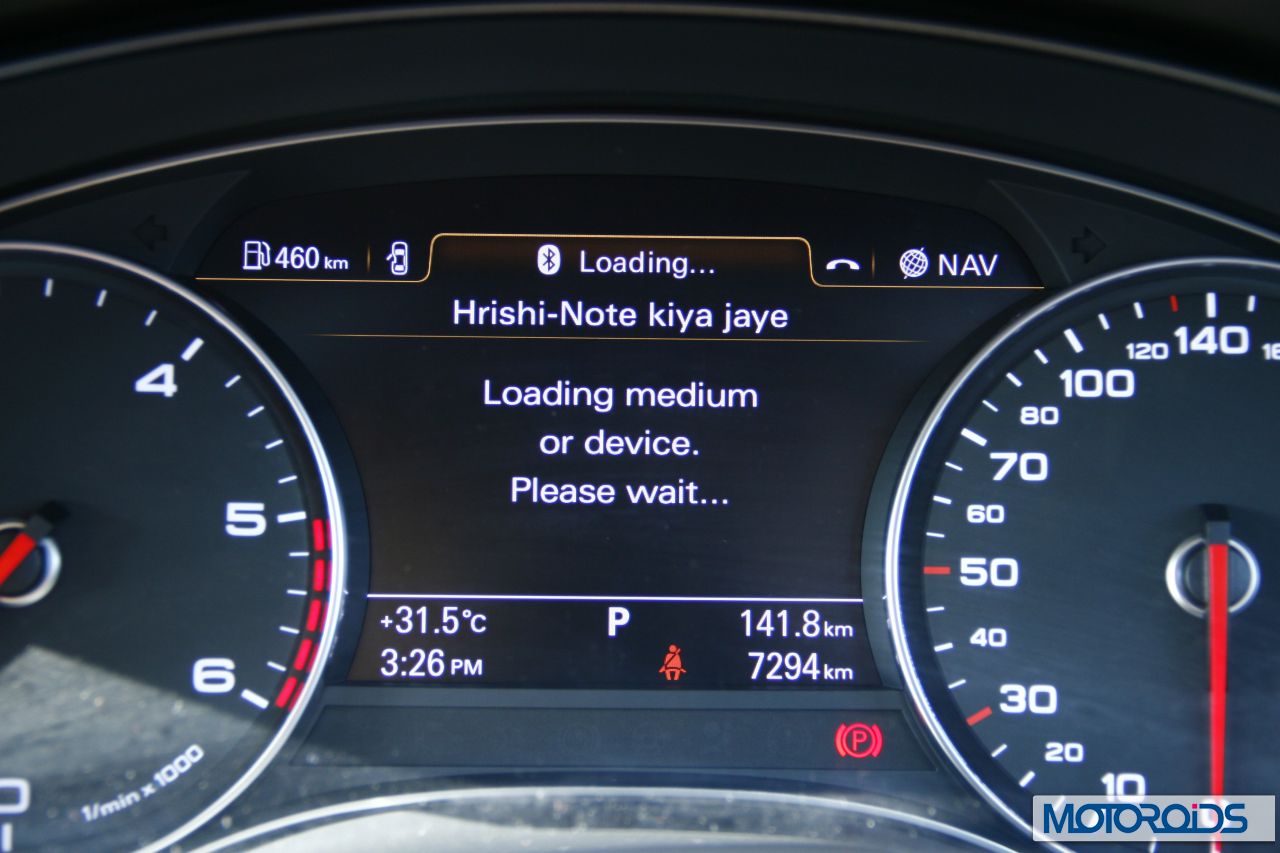 460 km
Loading...
NAV
Hrishi-Note kiya jaye
Loading medium
or device.
Please wait...
+31.5°C
P
141.8 km
3:26 PM
7294 km
P
4
5
6
0
1/min x 1000
10
20
30
40
50
60
70
80
100
120
140
MOTOROiDS